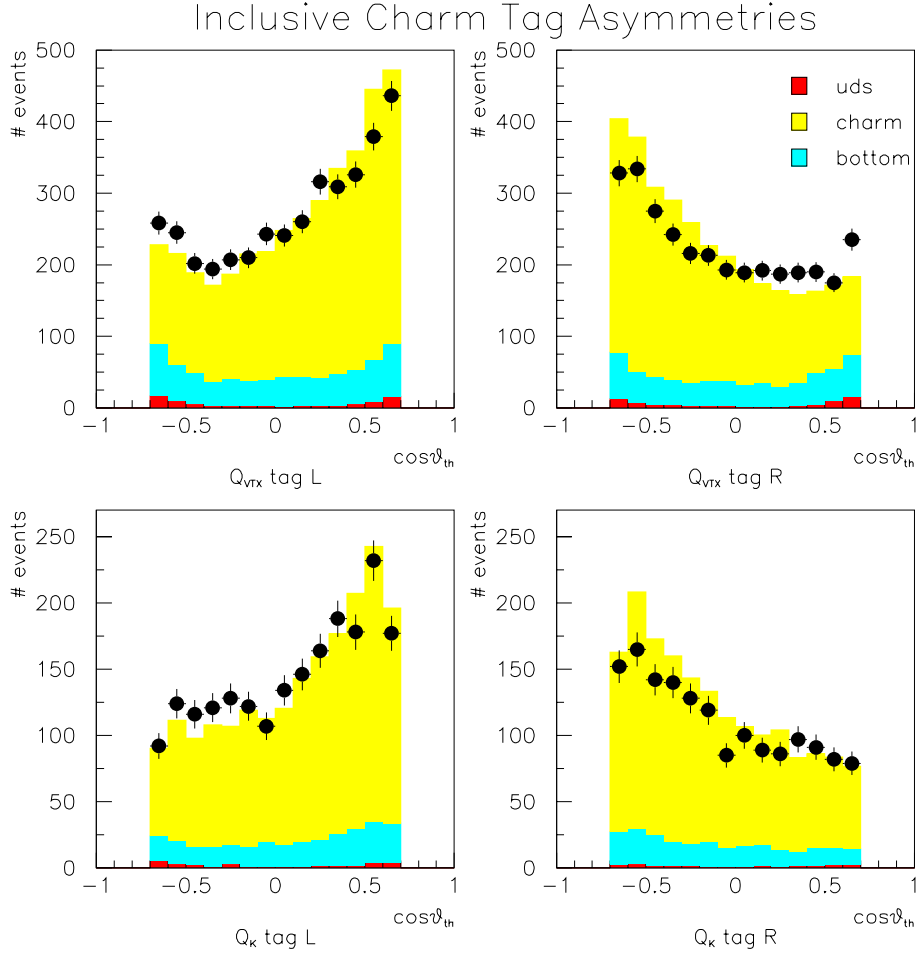 Inclusive Charm Tag Asymmetries
# events
500
400
300
200
100
0
-1 -0.5 0 0.5 1
cosϑth
QVTX tag L
# events
500
400
300
200
100
0
uds
charm
bottom
-1 -0.5 0 0.5 1
cosϑth
QVTX tag R
# events
250
200
150
100
50
0
-1 -0.5 0 0.5 1
cosϑth
QK tag L
# events
250
200
150
100
50
0
-1 -0.5 0 0.5 1
cosϑth
QK tag R